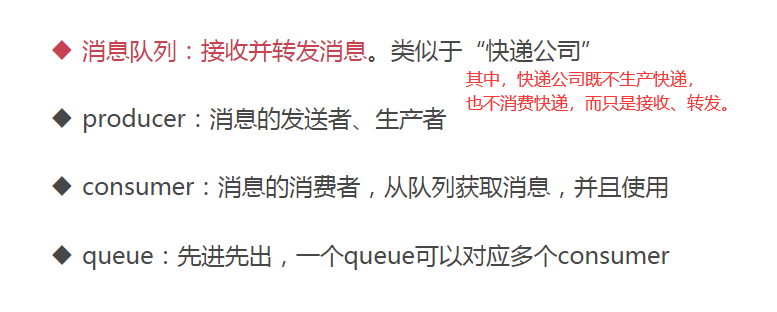 ◆ 消息队列：接收并转发消息。类似于“快递公司”
其中，快递公司既不生产快递，
也不消费快递，而只是接收、转发。
◆ producer：消息的发送者、生产者
◆ consumer：消息的消费者，从队列获取消息，并且使用
◆ queue：先进先出，一个queue可以对应多个consumer